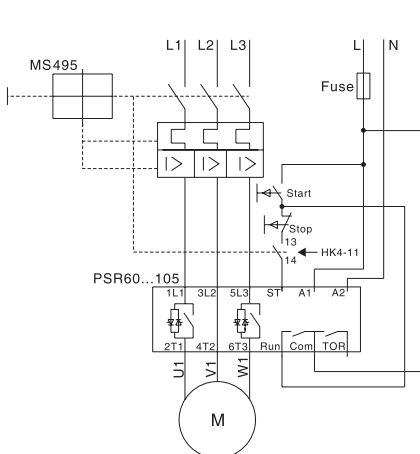 L1 L2 L3 L N
MS495
Fuse
I> I> I>
Start
Stop
13
HK4-11
14
PSR60...105
1L1 3L2 5L3 ST A1 A2
2T1 4T2 6T3 Run Com TOR
U1 V1 W1
M